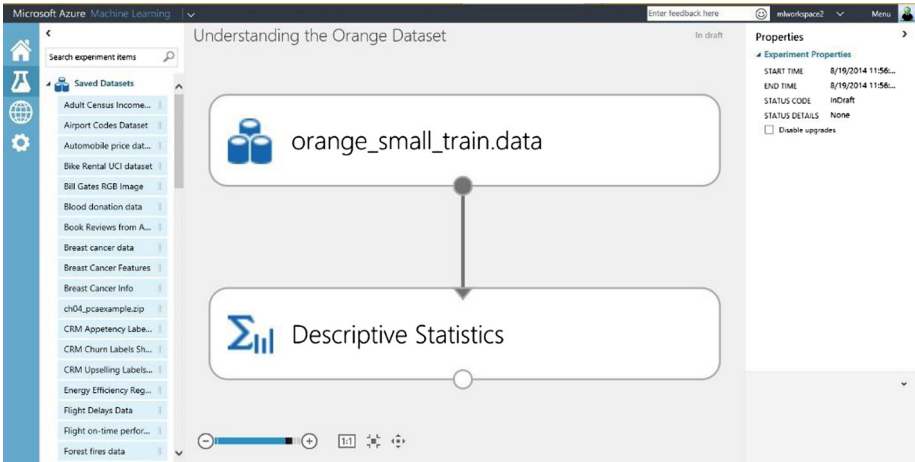 Microsoft Azure Machine Learning
Enter feedback here
mlworkspace2
Menu
Search experiment items
Saved Datasets
Adult Census Income...
Airport Codes Dataset
Automobile price dat...
Bike Rental UCI dataset
Bill Gates RGB Image
Blood donation data
Book Reviews from A...
Breast cancer data
Breast Cancer Features
Breast Cancer Info
ch04_pcaexample.zip
CRM Appetency Labe...
CRM Churn Labels Sh...
CRM Upselling Labels...
Energy Efficiency Reg...
Flight Delays Data
Flight on-time perfor...
Forest fires data
Understanding the Orange Dataset
In draft
orange_small_train.data
Descriptive Statistics
1:1
Properties
Experiment Properties
START TIME 8/19/2014 11:56:...
END TIME 8/19/2014 11:56:...
STATUS CODE InDraft
STATUS DETAILS None
Disable upgrades